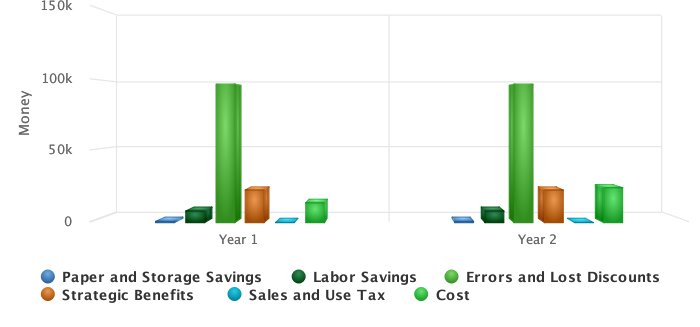 150k
100k
50k
0
Money
Year 1 Year 2
Paper and Storage Savings Labor Savings Errors and Lost Discounts
Strategic Benefits Sales and Use Tax Cost